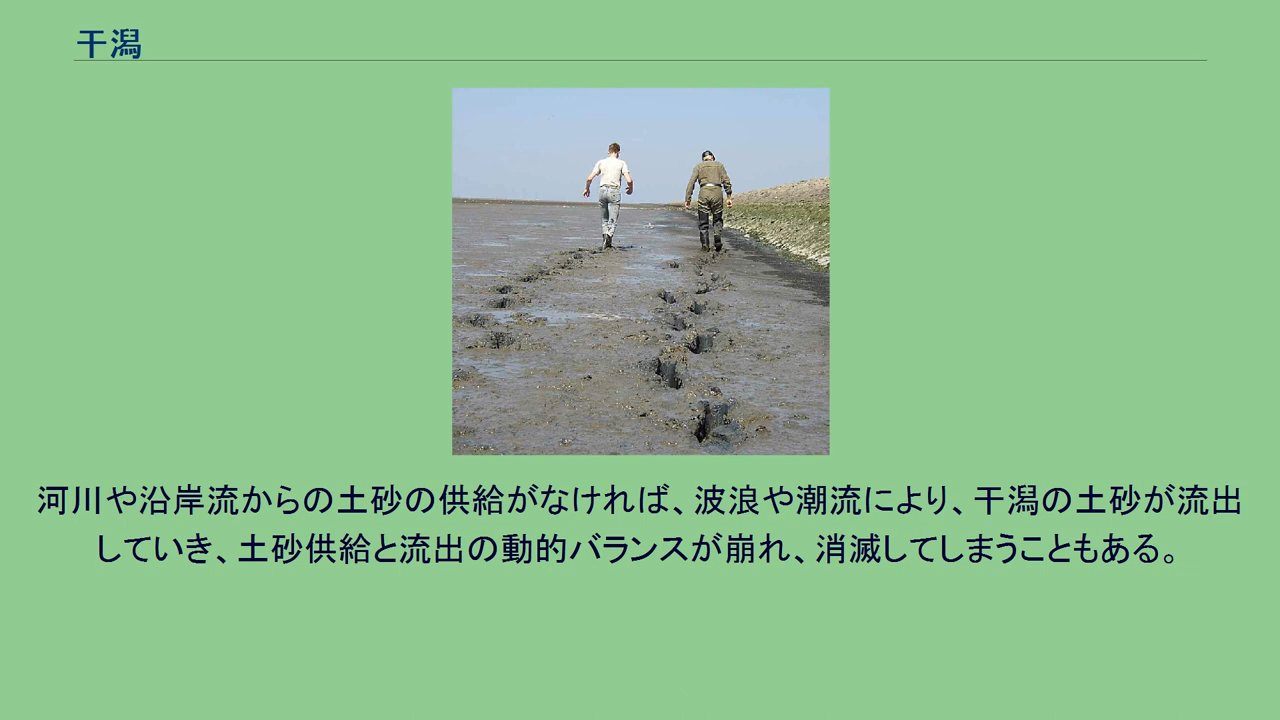 干潟
河川や沿岸流からの土砂の供給がなければ、波浪や潮流により、干潟の土砂が流出
していき、土砂供給と流出の動的バランスが崩れ、消滅してしまうこともある。